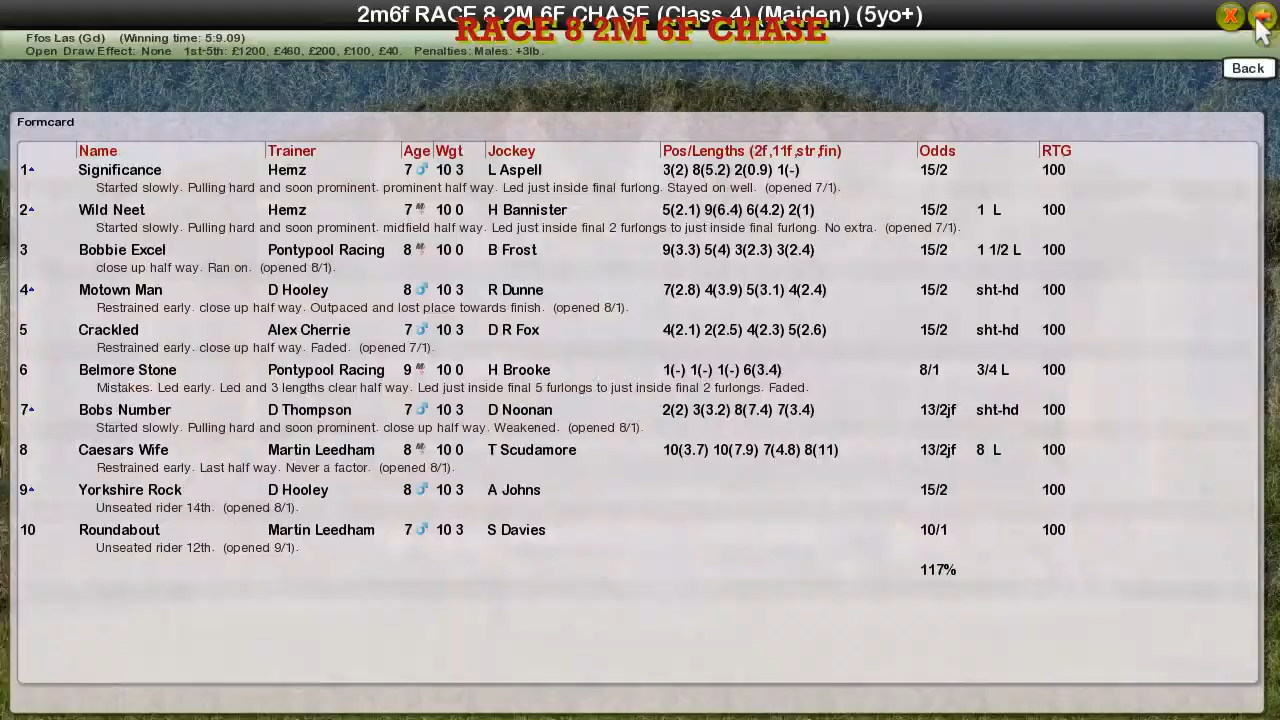 2m6f RACE 8 2M 6F CHASE (Class 4) (Maiden) (5yo+)
RACE 8 2M 6F CHASE
Ffos Las (Gd) (Winning time: 5:9.09)
Open Draw Effect: None 1st-5th: £1200, £460, £200, £100, £40. Penalties: Males: +3lb.
X
Back
Formcard
Name Trainer Age Wgt Jockey Pos/Lengths (2f,11f,str,fin) Odds RTG
1 Significance Hemz 7 10 3 L Aspell 3(2) 8(5.2) 2(0.9) 1(-) 15/2 100
Started slowly. Pulling hard and soon prominent. prominent half way. Led just inside final furlong. Stayed on well. (opened 7/1).
2 Wild Neet Hemz 7 10 0 H Bannister 5(2.1) 9(6.4) 6(4.2) 2(1) 15/2 1 L 100
Started slowly. Pulling hard and soon prominent. midfield half way. Led just inside final 2 furlongs to just inside final furlong. No extra. (opened 7/1).
3 Bobbie Excel Pontypool Racing 8 10 0 B Frost 9(3.3) 5(4) 3(2.3) 3(2.4) 15/2 1 1/2 L 100
close up half way. Ran on. (opened 8/1).
4 Motown Man D Hooley 8 10 3 R Dunne 7(2.8) 4(3.9) 5(3.1) 4(2.4) 15/2 sht-hd 100
Restrained early. close up half way. Outpaced and lost place towards finish. (opened 8/1).
5 Crackled Alex Cherrie 7 10 3 D R Fox 4(2.1) 2(2.5) 4(2.3) 5(2.6) 15/2 sht-hd 100
Restrained early. close up half way. Faded. (opened 7/1).
6 Belmore Stone Pontypool Racing 9 10 0 H Brooke 1(-) 1(-) 1(-) 6(3.4) 8/1 3/4 L 100
Mistakes. Led early. Led and 3 lengths clear half way. Led just inside final 5 furlongs to just inside final 2 furlongs. Faded.
7 Bobs Number D Thompson 7 10 3 D Noonan 2(2) 3(3.2) 8(7.4) 7(3.4) 13/2jf sht-hd 100
Started slowly. Pulling hard and soon prominent. close up half way. Weakened. (opened 8/1).
8 Caesars Wife Martin Leedham 8 10 0 T Scudamore 10(3.7) 10(7.9) 7(4.8) 8(11) 13/2jf 8 L 100
Restrained early. Last half way. Never a factor. (opened 8/1).
9 Yorkshire Rock D Hooley 8 10 3 A Johns 15/2 100
Unseated rider 14th. (opened 8/1).
10 Roundabout Martin Leedham 7 10 3 S Davies 10/1 100
Unseated rider 12th. (opened 9/1).
117%